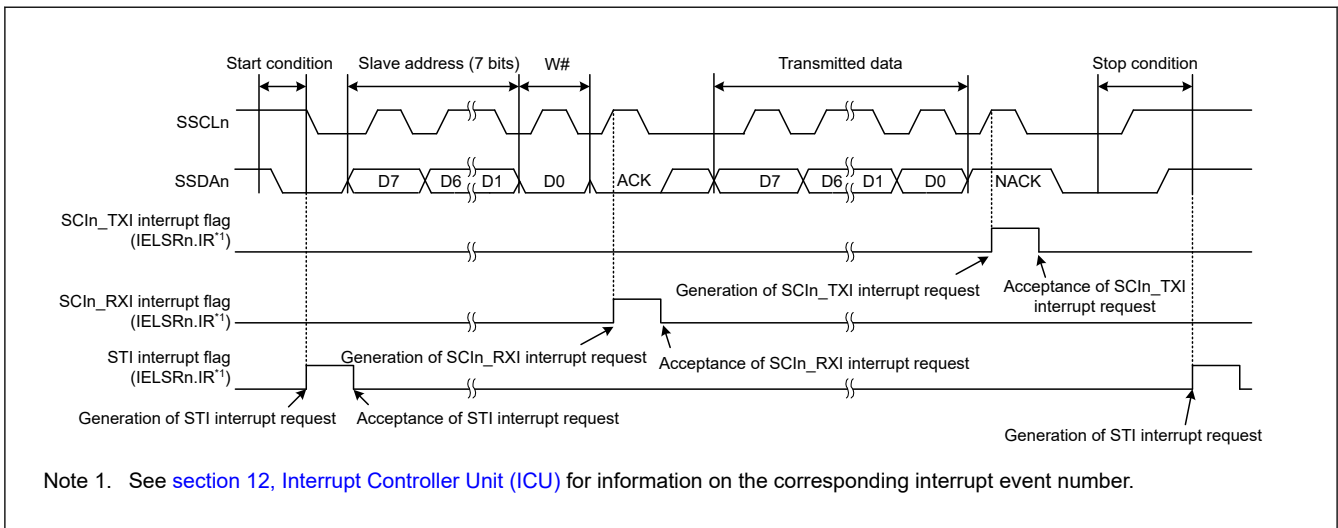 Start condition Slave address (7 bits) W# Transmitted data Stop condition
SSCLn
SSDAn D7 D6 D1 D0 ACK D7 D6 D1 D0 NACK
SCIn_TXI interrupt flag
(IELSRn.IR*1)
Generation of SCIn_TXI interrupt request
Acceptance of SCIn_TXI
interrupt request
SCIn_RXI interrupt flag
(IELSRn.IR*1)
Generation of SCIn_RXI interrupt request
Acceptance of SCIn_RXI interrupt request
STI interrupt flag
(IELSRn.IR*1)
Generation of STI interrupt request
Acceptance of STI interrupt request
Generation of STI interrupt request
Note 1. See section 12, Interrupt Controller Unit (ICU) for information on the corresponding interrupt event number.